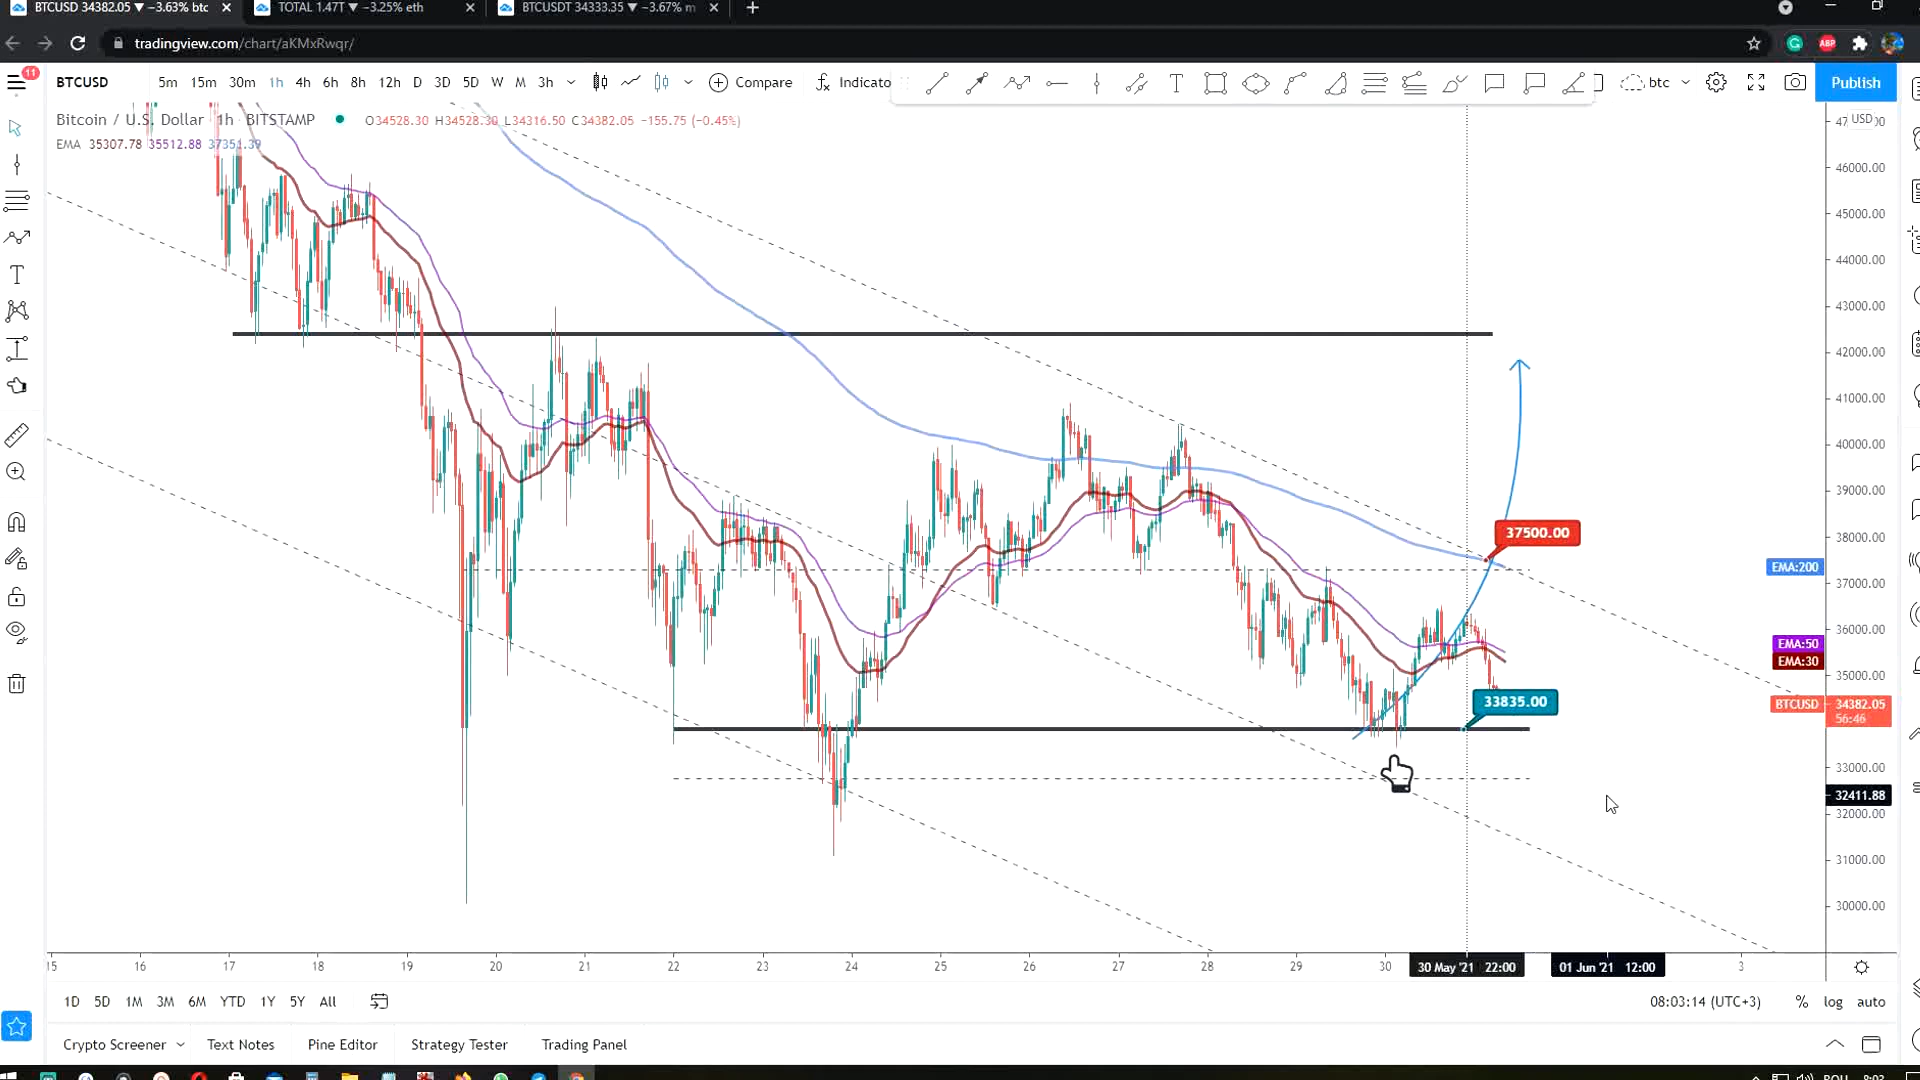 BTCUSD 34382.05 ▼ −3.63% btc
TOTAL 1.47T ▼ −3.25% eth
BTCUSDT 34333.35 ▼ −3.67% m
tradingview.com/chart/aKMxRwqr/
ABP
11
BTCUSD 5m 15m 30m 1h 4h 6h 8h 12h D 3D 5D W M 3h Compare Indicato btc Publish
Bitcoin / U.S. Dollar 1h BITSTAMP O34528.30 H34528.30 L34316.50 C34382.05 −155.75 (−0.45%)
EMA 35307.78 35512.88 37351.39
USD
46000.00
45000.00
44000.00
43000.00
42000.00
41000.00
40000.00
39000.00
38000.00
37500.00
EMA:200
37000.00
36000.00
EMA:50
EMA:30
35000.00
33835.00
BTCUSD 34382.05
56:46
33000.00
32411.88
32000.00
31000.00
30000.00
15 16 17 18 19 20 21 22 23 24 25 26 27 28 29 30 30 May '21 22:00 01 Jun '21 12:00 3
1D 5D 1M 3M 6M YTD 1Y 5Y All 08:03:14 (UTC+3) % log auto
Crypto Screener Text Notes Pine Editor Strategy Tester Trading Panel